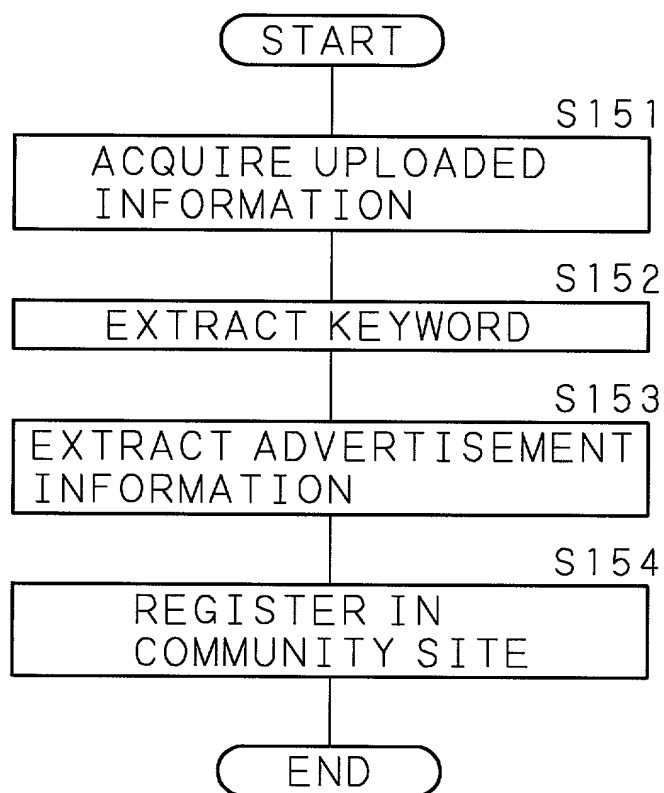 START
S151
ACQUIRE UPLOADED
INFORMATION
S152
EXTRACT KEYWORD
S153
EXTRACT ADVERTISEMENT
INFORMATION
S154
REGISTER IN
COMMUNITY SITE
END